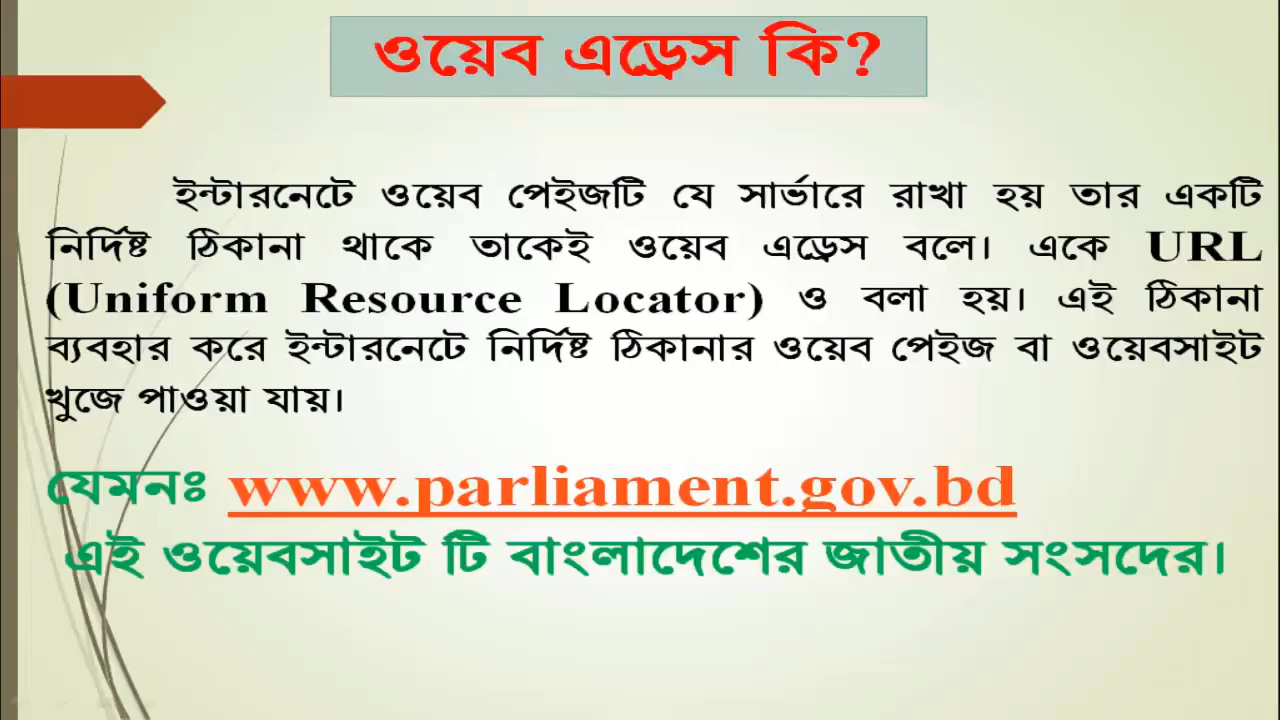 ওয়েব এড্রেস কি?
ইন্টারনেটে ওয়েব পেইজটি যে সার্ভারে রাখা হয় তার একটি
নির্দিষ্ট ঠিকানা থাকে তাকেই ওয়েব এড্রেস বলে। একে URL
(Uniform Resource Locator) ও বলা হয়। এই ঠিকানা
ব্যবহার করে ইন্টারনেটে নির্দিষ্ট ঠিকানার ওয়েব পেইজ বা ওয়েবসাইট
খুজে পাওয়া যায়।
যেমনঃ www.parliament.gov.bd
এই ওয়েবসাইট টি বাংলাদেশের জাতীয় সংসদের।